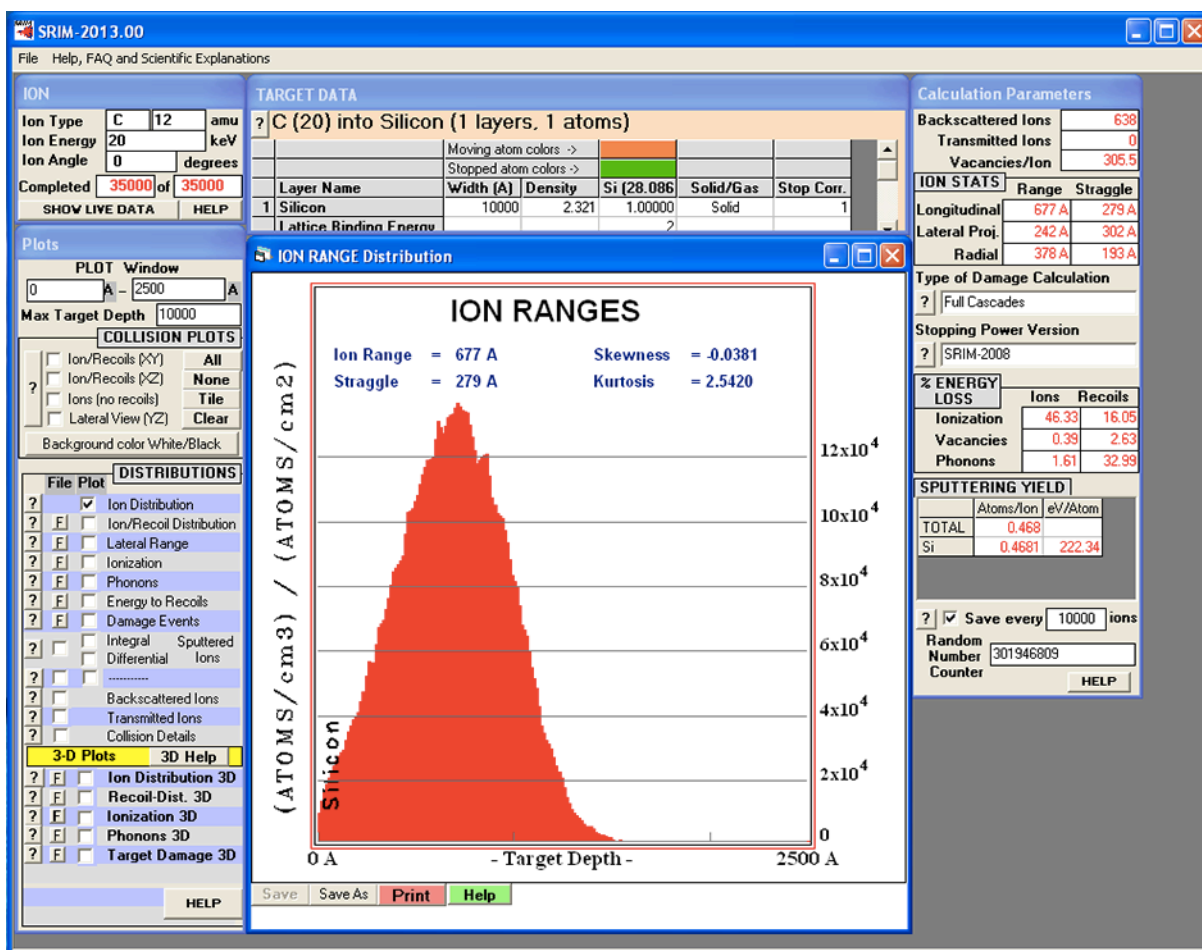 SRIM-2013.00
File Help, FAQ and Scientific Explanations
ION
Ion Type C 12 amu
Ion Energy 20 keV
Ion Angle 0 degrees
Completed 35000 of 35000
SHOW LIVE DATA HELP
TARGET DATA
? C (20) into Silicon (1 layers, 1 atoms)
Moving atom colors ->
Stopped atom colors ->
Layer Name Width (A) Density Si (28.086 Solid/Gas Stop Corr.
1 Silicon 10000 2.321 1.00000 Solid 1
Lattice Binding Energy 2
Calculation Parameters
Backscattered Ions 638
Transmitted Ions 0
Vacancies/Ion 305.5
ION STATS Range Straggle
Longitudinal 677 A 279 A
Lateral Proj. 242 A 302 A
Radial 378 A 193 A
Type of Damage Calculation
? Full Cascades
Stopping Power Version
? SRIM-2008
% ENERGY LOSS Ions Recoils
Ionization 46.33 16.05
Vacancies 0.39 2.63
Phonons 1.61 32.99
SPUTTERING YIELD
Atoms/Ion eV/Atom
TOTAL 0.468
Si 0.4681 222.34
? Save every 10000 ions
Random Number Counter 301946809
HELP
Plots
PLOT Window
0 A - 2500 A
Max Target Depth 10000
COLLISION PLOTS
?
Ion/Recoils (XY) All
Ion/Recoils (XZ) None
Ions (no recoils) Tile
Lateral View (YZ) Clear
Background color White/Black
DISTRIBUTIONS
File Plot
? Ion Distribution
? F Ion/Recoil Distribution
? F Lateral Range
? F Ionization
? F Phonons
? F Energy to Recoils
? F Damage Events
? Integral Sputtered
Differential Ions
? -----------
? Backscattered Ions
? Transmitted Ions
? Collision Details
3-D Plots 3D Help
? F Ion Distribution 3D
? F Recoil-Dist. 3D
? F Ionization 3D
? F Phonons 3D
? F Target Damage 3D
HELP
ION RANGE Distribution
ION RANGES
Ion Range = 677 A Skewness = -0.0381
Straggle = 279 A Kurtosis = 2.5420
(ATOMS/cm3) / (ATOMS/cm2)
Silicon
12x10⁴
10x10⁴
8x10⁴
6x10⁴
4x10⁴
2x10⁴
0
0 A - Target Depth - 2500 A
Save Save As Print Help